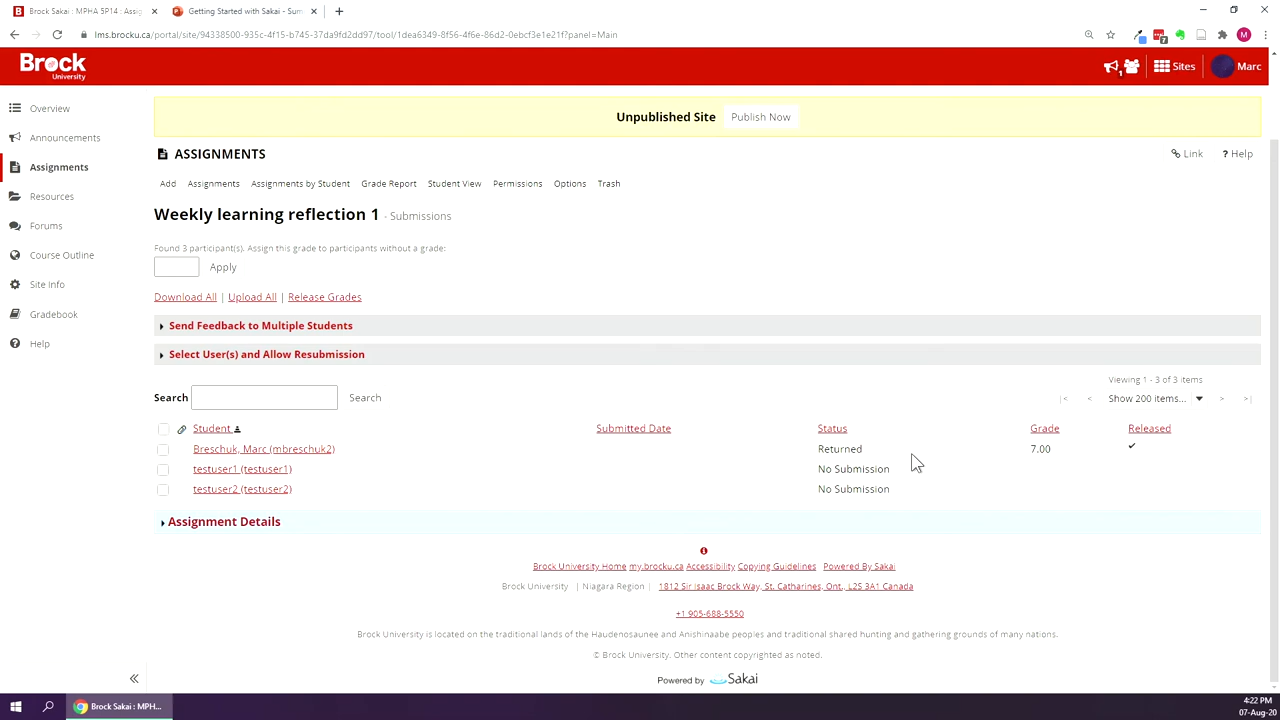 Brock Sakai : MPHA 5P14 : Assig
Getting Started with Sakai - Sum
lms.brocku.ca/portal/site/94338500-935c-4f15-b745-37da9fd2dd97/tool/1dea6349-8f56-4f6e-86d2-0ebcf3e1e21f?panel=Main
7
M
Brock
University
1
Sites
Marc
Overview
Announcements
Assignments
Resources
Forums
Course Outline
Site Info
Gradebook
Help
Unpublished Site Publish Now
ASSIGNMENTS
Link ? Help
Add Assignments Assignments by Student Grade Report Student View Permissions Options Trash
Weekly learning reflection 1 - Submissions
Found 3 participant(s). Assign this grade to participants without a grade:
Apply
Download All | Upload All | Release Grades
Send Feedback to Multiple Students
Select User(s) and Allow Resubmission
Viewing 1 - 3 of 3 items
Search Search
|< < Show 200 items... > >|
Student Submitted Date Status Grade Released
Breschuk, Marc (mbreschuk2) Returned 7.00 ✔
testuser1 (testuser1) No Submission
testuser2 (testuser2) No Submission
Assignment Details
Brock University Home my.brocku.ca Accessibility Copying Guidelines Powered By Sakai
Brock University | Niagara Region | 1812 Sir Isaac Brock Way, St. Catharines, Ont., L2S 3A1 Canada
+1 905-688-5550
Brock University is located on the traditional lands of the Haudenosaunee and Anishinaabe peoples and traditional shared hunting and gathering grounds of many nations.
© Brock University. Other content copyrighted as noted.
Powered by Sakai
Brock Sakai : MPH...
4:22 PM
07-Aug-20